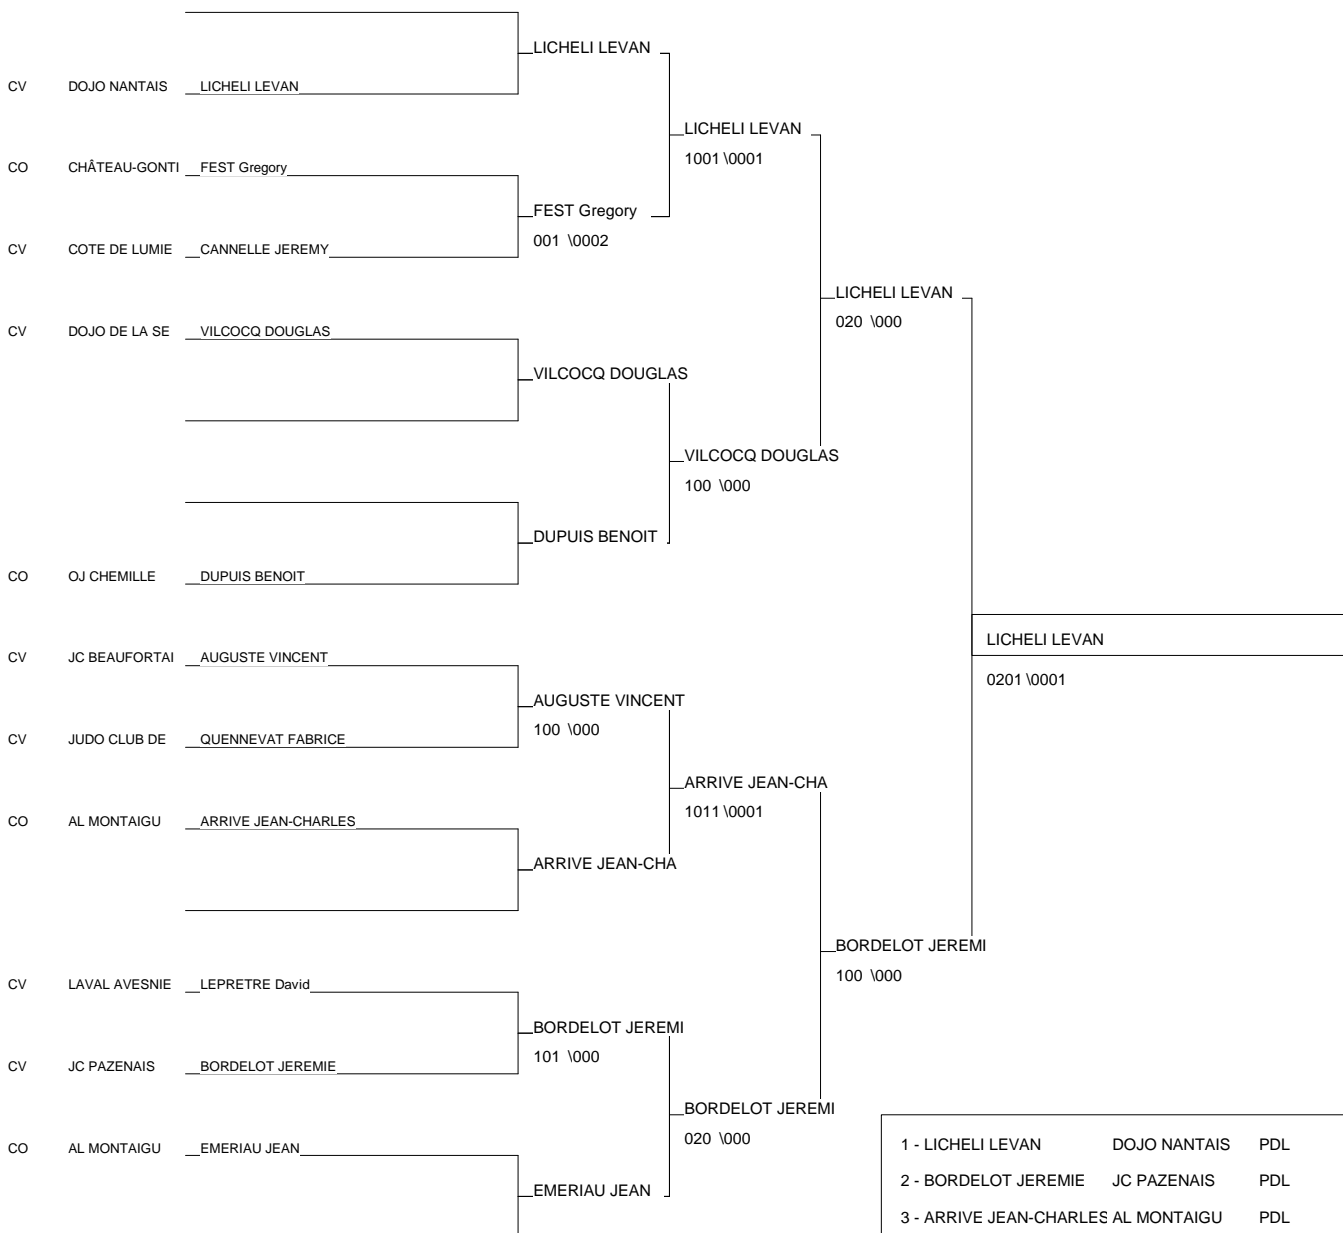 LICHELI LEVAN
CV DOJO NANTAIS LICHELI LEVAN
LICHELI LEVAN
1001 \0001
CO CHÂTEAU-GONTI FEST Gregory
FEST Gregory
001 \0002
CV COTE DE LUMIE CANNELLE JEREMY
LICHELI LEVAN
020 \000
CV DOJO DE LA SE VILCOCQ DOUGLAS
VILCOCQ DOUGLAS
VILCOCQ DOUGLAS
100 \000
DUPUIS BENOIT
CO OJ CHEMILLE DUPUIS BENOIT
LICHELI LEVAN
0201 \0001
CV JC BEAUFORTAI AUGUSTE VINCENT
AUGUSTE VINCENT
100 \000
CV JUDO CLUB DE QUENNEVAT FABRICE
ARRIVE JEAN-CHA
1011 \0001
CO AL MONTAIGU ARRIVE JEAN-CHARLES
ARRIVE JEAN-CHA
BORDELOT JEREMI
100 \000
CV LAVAL AVESNIE LEPRETRE David
BORDELOT JEREMI
101 \000
CV JC PAZENAIS BORDELOT JEREMIE
BORDELOT JEREMI
020 \000
CO AL MONTAIGU EMERIAU JEAN
EMERIAU JEAN
1 - LICHELI LEVAN DOJO NANTAIS PDL
2 - BORDELOT JEREMIE JC PAZENAIS PDL
3 - ARRIVE JEAN-CHARLES AL MONTAIGU PDL